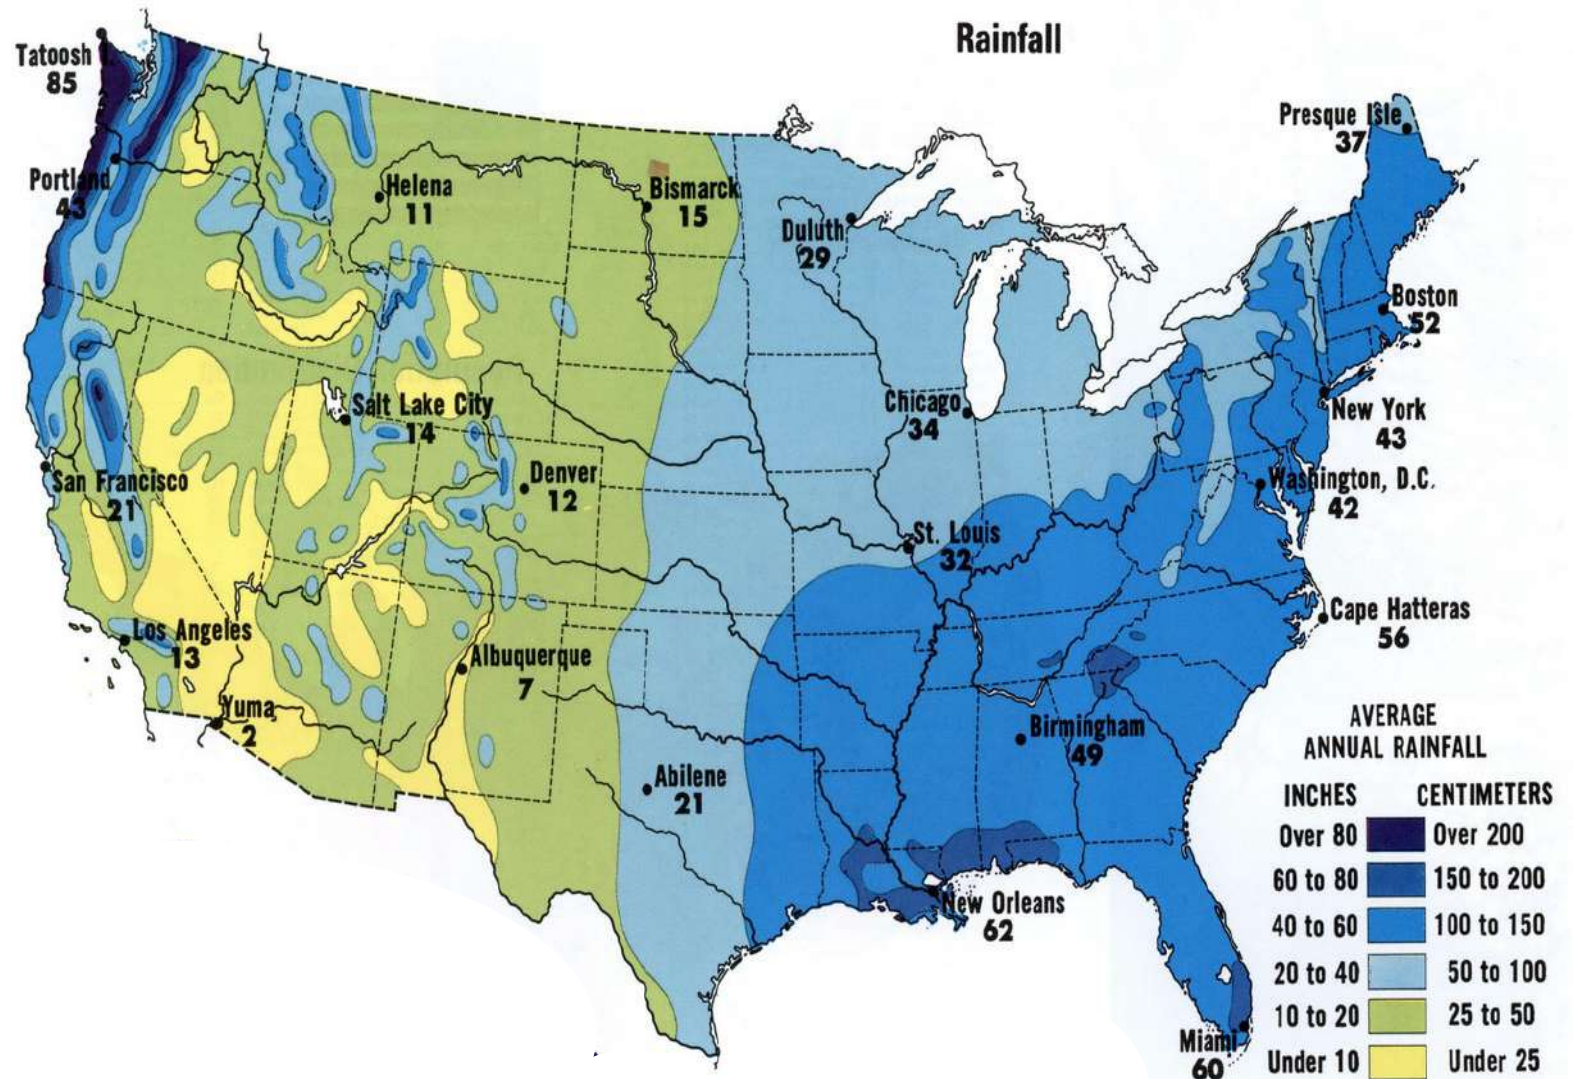 Rainfall
Tatoosh I.
85
Presque Isle
37
Portland
43
Helena
11
Bismarck
15
Duluth
29
Boston
52
Salt Lake City
14
Chicago
34
New York
43
San Francisco
21
Denver
12
Washington, D.C.
42
St. Louis
32
Cape Hatteras
56
Los Angeles
13
Albuquerque
7
Yuma
2
Birmingham
49
Abilene
21
New Orleans
62
Miami
60
AVERAGE
ANNUAL RAINFALL
INCHES CENTIMETERS
Over 80 Over 200
60 to 80 150 to 200
40 to 60 100 to 150
20 to 40 50 to 100
10 to 20 25 to 50
Under 10 Under 25